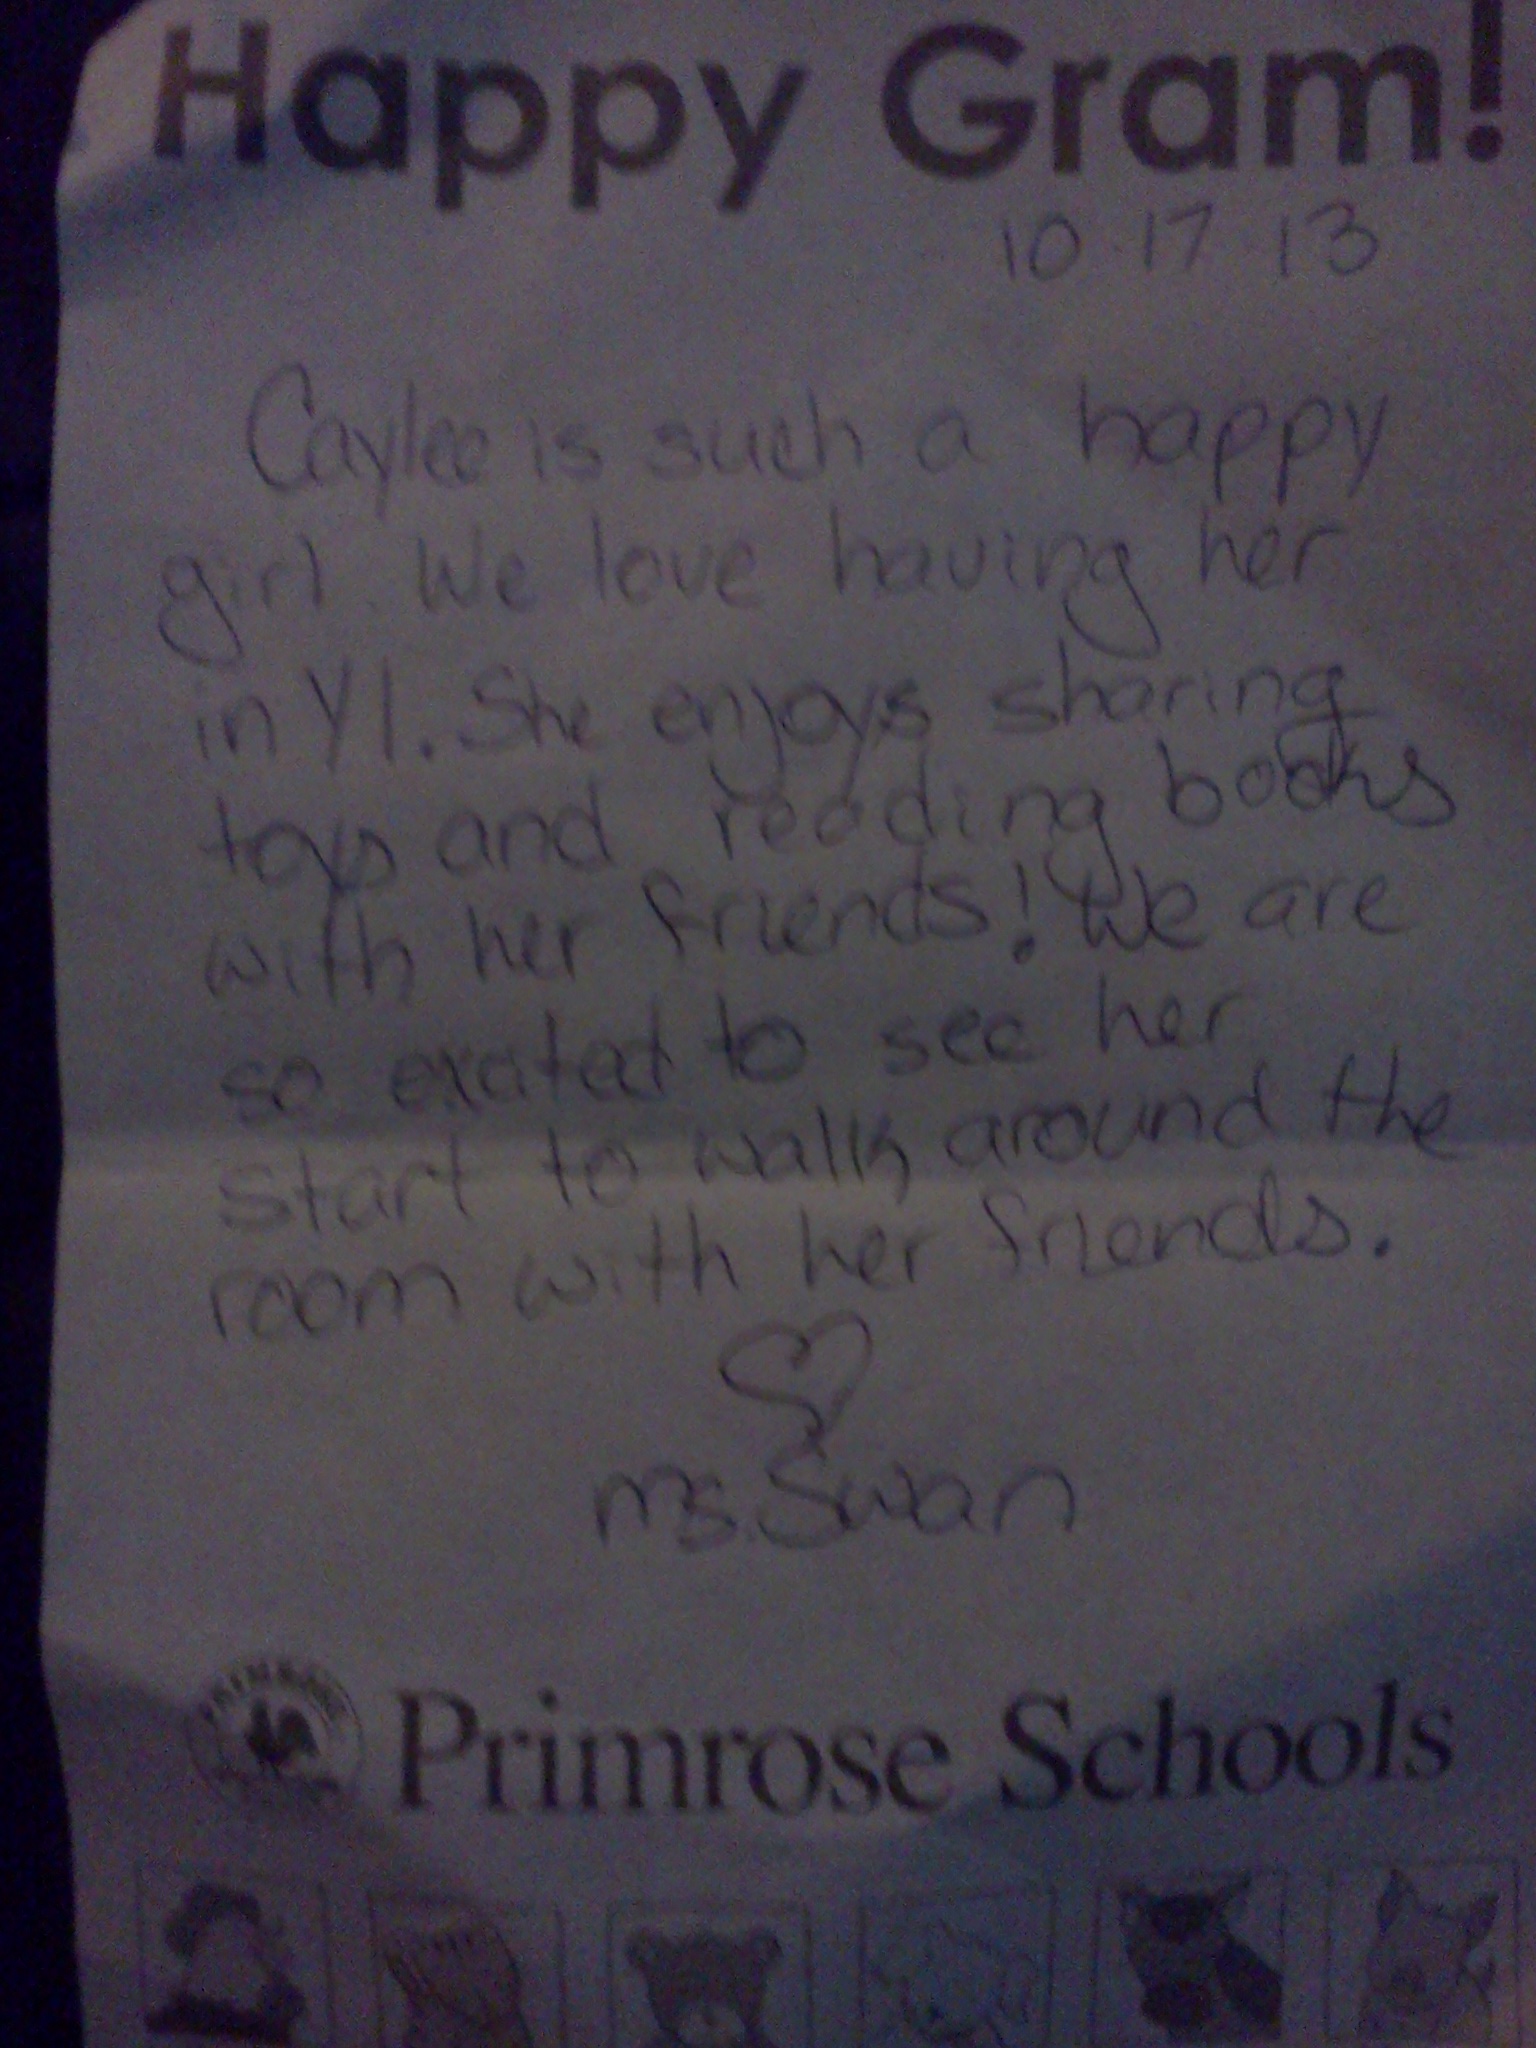 Happy Gram!
10 17 13
Caylee is such a happy
girl. We love having her
in Y1. She enjoys sharing
toys and reading books
with her friends! We are
so excited to see her
start to walk around the
room with her friends.
ms. Swan
PRIMROSE
Primrose Schools